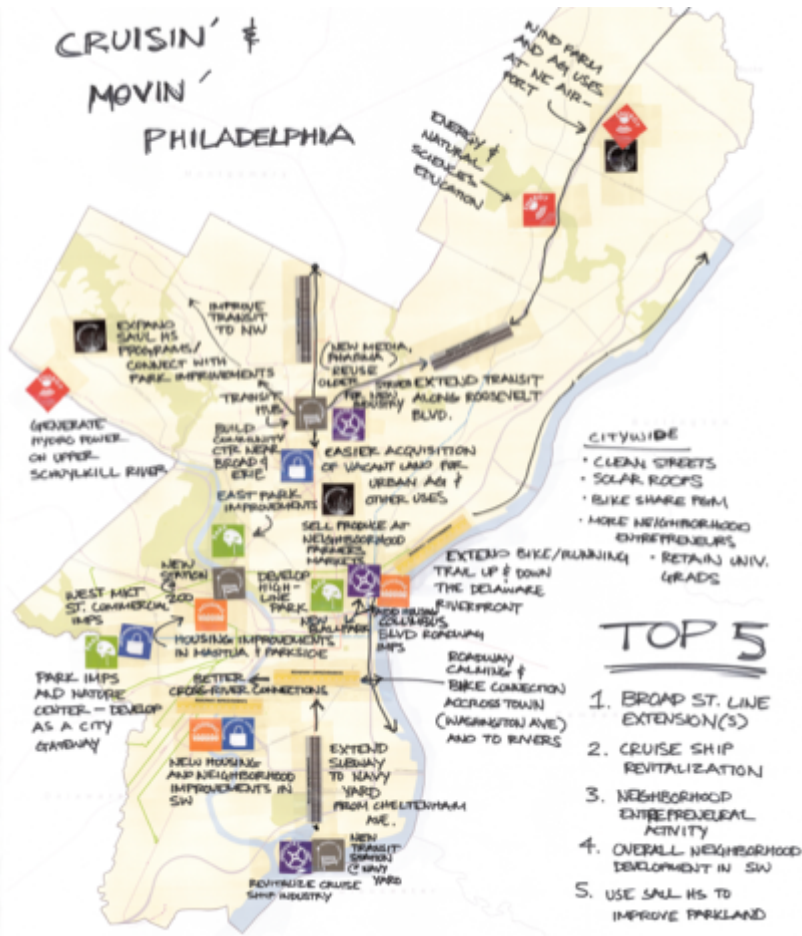 CRUISIN' &
MOVIN'
PHILADELPHIA
WIND FARM
AND AG USES
AT NE AIR-
PORT
ENERGY &
NATURAL
SCIENCES
EDUCATION
IMPROVE
TRANSIT
TO NW
EXPAND
SAUL HS
PROGRAMS/
CONNECT WITH
PARK IMPROVEMENTS
(NEW MEDIA,
PHARMA)
REUSE
OLDER
FOR NEW
INDUSTRY
EXTEND TRANSIT
ALONG ROOSEVELT
BLVD.
TRANSIT
HUB
GENERATE
HYDRO POWER
ON UPPER
SCHUYLKILL RIVER
BUILD
COMMUNITY
CTR NEAR
BROAD &
ERIE
EASIER ACQUISITION
OF VACANT LAND FOR
URBAN AG &
OTHER USES
EAST PARK
IMPROVEMENTS
SELL PRODUCE AT
NEIGHBORHOOD
FARMERS
MARKETS
CITYWIDE
• CLEAN STREETS
• SOLAR ROOFS
• BIKE SHARE PGM
• MORE NEIGHBORHOOD
ENTREPRENEURS
• RETAIN UNIV.
GRADS
NEW
STATION
@ ZOO
DEVELOP
HIGH-
LINE
PARK
NEW
BALLPARK
COLUMBUS
BLVD ROADWAY
IMPS
EXTEND BIKE/RUNNING
TRAIL UP & DOWN
THE DELAWARE
RIVERFRONT
WEST MKT
ST. COMMERCIAL
IMPS
HOUSING IMPROVEMENTS
IN MANTUA & PARKSIDE
PARK IMPS
AND NATURE
CENTER – DEVELOP
AS A CITY
GATEWAY
BETTER
CROSS-RIVER CONNECTIONS
ROADWAY
CALMING &
BIKE CONNECTION
ACCROSS TOWN
(WASHINGTON AVE)
AND TO RIVERS
NEW HOUSING
AND NEIGHBORHOOD
IMPROVEMENTS IN
SW
EXTEND
SUBWAY
TO NAVY
YARD
FROM CHELTENHAM
AVE.
NEW
TRANSIT
STATION
@ NAVY
YARD
REVITALIZE CRUISE
SHIP INDUSTRY
TOP 5
1. BROAD ST. LINE
EXTENSION(S)
2. CRUISE SHIP
REVITALIZATION
3. NEIGHBORHOOD
ENTREPRENEURAL
ACTIVITY
4. OVERALL NEIGHBORHOOD
DEVELOPMENT IN SW
5. USE SAUL HS TO
IMPROVE PARKLAND